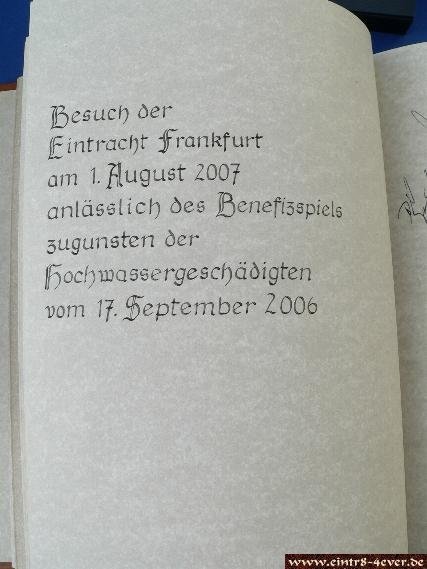 Besuch der
Eintracht Frankfurt
am 1. August 2007
anlässlich des Benefizspiels
zugunsten der
Hochwassergeschädigten
vom 17. September 2006
www.eintr8-4ever.de